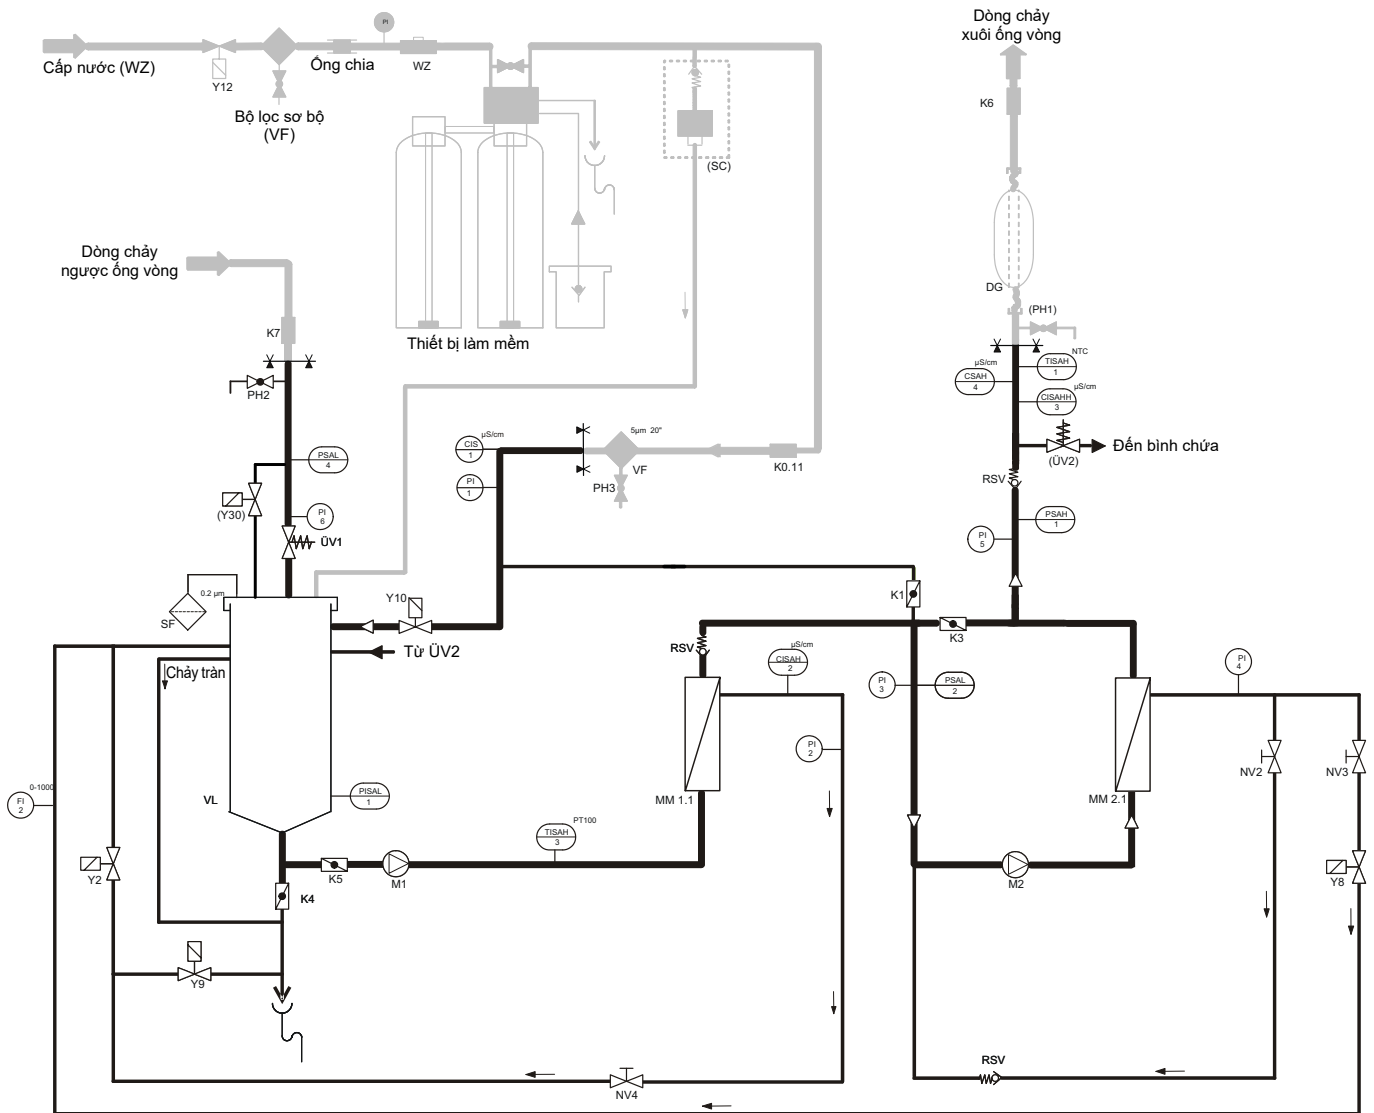 Dòng chảy
xuôi ống vòng
PI
Cấp nước (WZ)
Ống chia
WZ
Y12
K6
Bộ lọc sơ bộ
(VF)
(SC)
Dòng chảy
ngược ống vòng
DG
(PH1)
K7
Thiết bị làm mềm
NTC
TISAH
1
µS/cm
CSAH
4
µS/cm
CISAHH
3
PH2
µS/cm
CIS
1
5µm 20"
VF
K0.11
Đến bình chứa
(ÜV2)
PSAL
4
PI
1
PH3
RSV
(Y30)
PI
6
PSAH
1
ÜV1
PI
5
0.2 µm
SF
Y10
K1
K3
Từ ÜV2
RSV
µS/cm
CISAH
2
PI
4
Chảy tràn
PI
3
PSAL
2
PI
2
NV2
NV3
0-1000
FI
2
VL
PISAL
1
MM 1.1
MM 2.1
PT100
TISAH
3
Y2
K5
M1
M2
Y8
K4
Y9
RSV
NV4